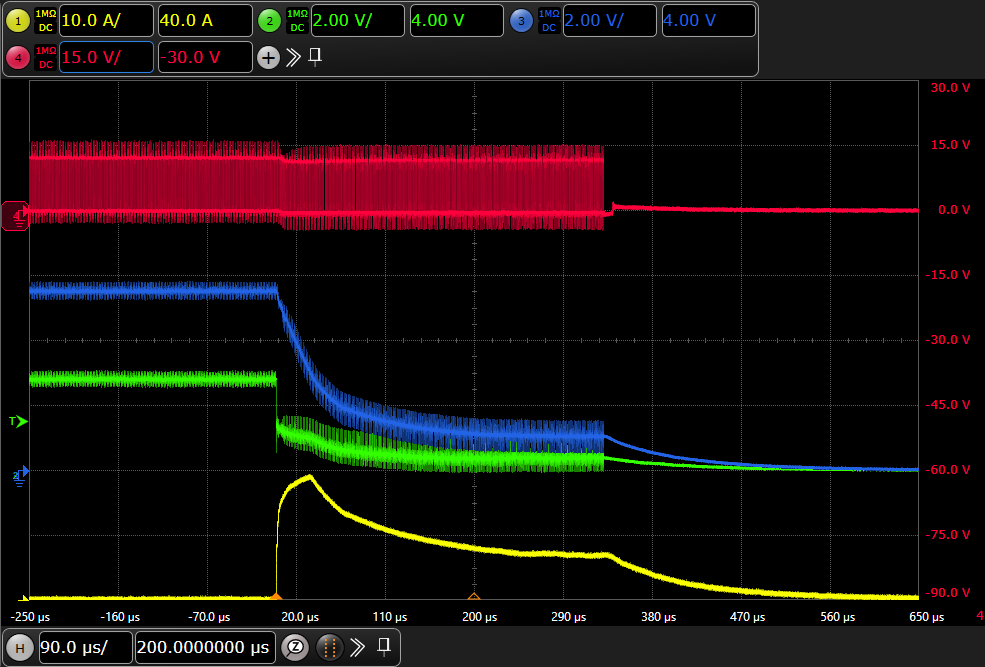 1 1MΩ DC 10.0 A/ 40.0 A 2 1MΩ DC 2.00 V/ 4.00 V 3 1MΩ DC 2.00 V/ 4.00 V
4 1MΩ DC 15.0 V/ -30.0 V +
30.0 V
15.0 V
4 0.0 V
-15.0 V
-30.0 V
-45.0 V
T
2 -60.0 V
-75.0 V
-90.0 V
-250 µs -160 µs -70.0 µs 20.0 µs 110 µs 200 µs 290 µs 380 µs 470 µs 560 µs 650 µs 4
H 90.0 µs/ 200.0000000 µs Z